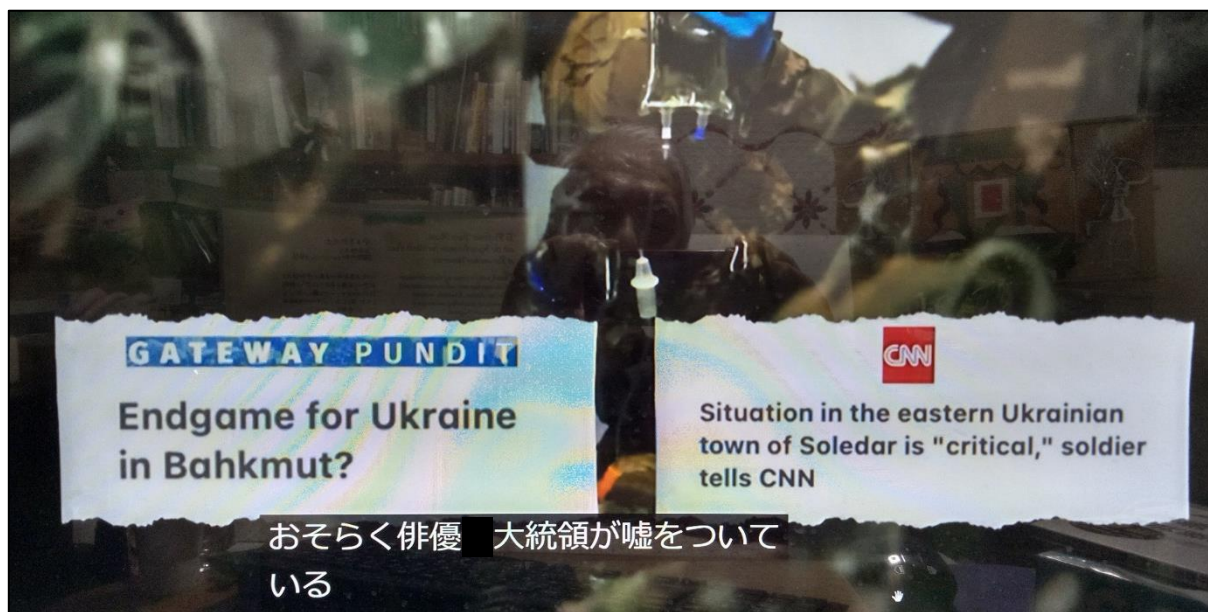 GATEWAY PUNDIT
Endgame for Ukraine
in Bahkmut?
CNN
Situation in the eastern Ukrainian
town of Soledar is "critical," soldier
tells CNN
おそらく俳優 大統領が嘘をついて
いる